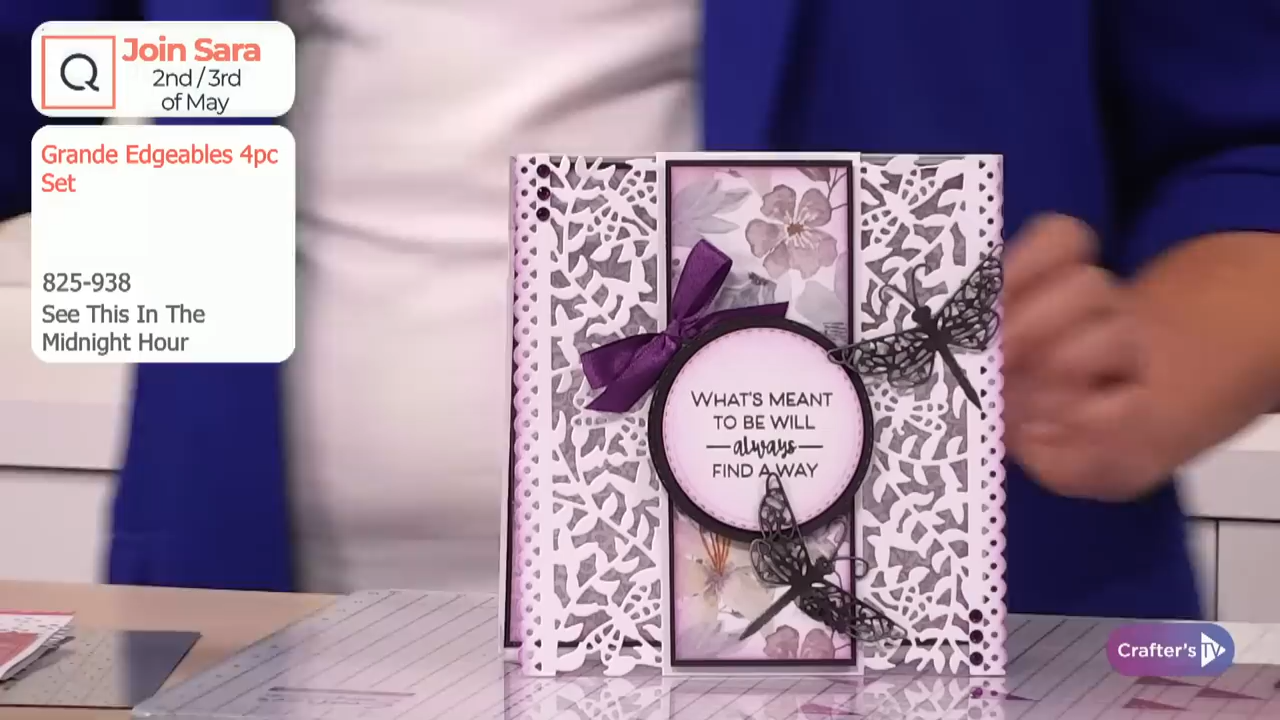 Q
Join Sara
2nd / 3rd
of May
Grande Edgeables 4pc
Set
825-938
See This In The
Midnight Hour
WHAT'S MEANT
TO BE WILL
always
FIND A WAY
Crafter's TV